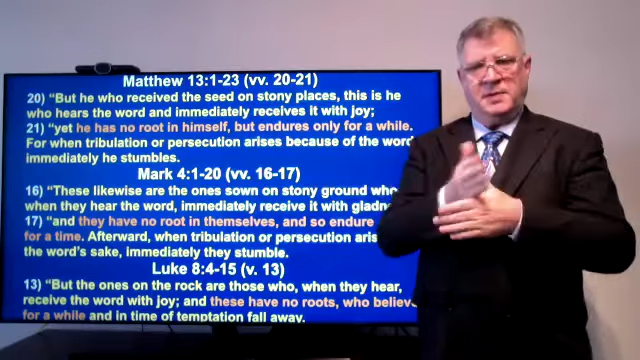 Matthew 13:1-23 (vv. 20-21)
20) “But he who received the seed on stony places, this is he
who hears the word and immediately receives it with joy;
21) “yet he has no root in himself, but endures only for a while.
For when tribulation or persecution arises because of the word
immediately he stumbles.
Mark 4:1-20 (vv. 16-17)
16) “These likewise are the ones sown on stony ground who
when they hear the word, immediately receive it with
17) “and they have no root in themselves, and so endure
for a time. Afterward, when tribulation or persecution
the word’s sake, immediately they stumble.
Luke 8:4-15 (v. 13)
13) “But the ones on the rock are those who, when they hear,
receive the word with joy; and these have no roots, who
for a while and in time of temptation fall away.